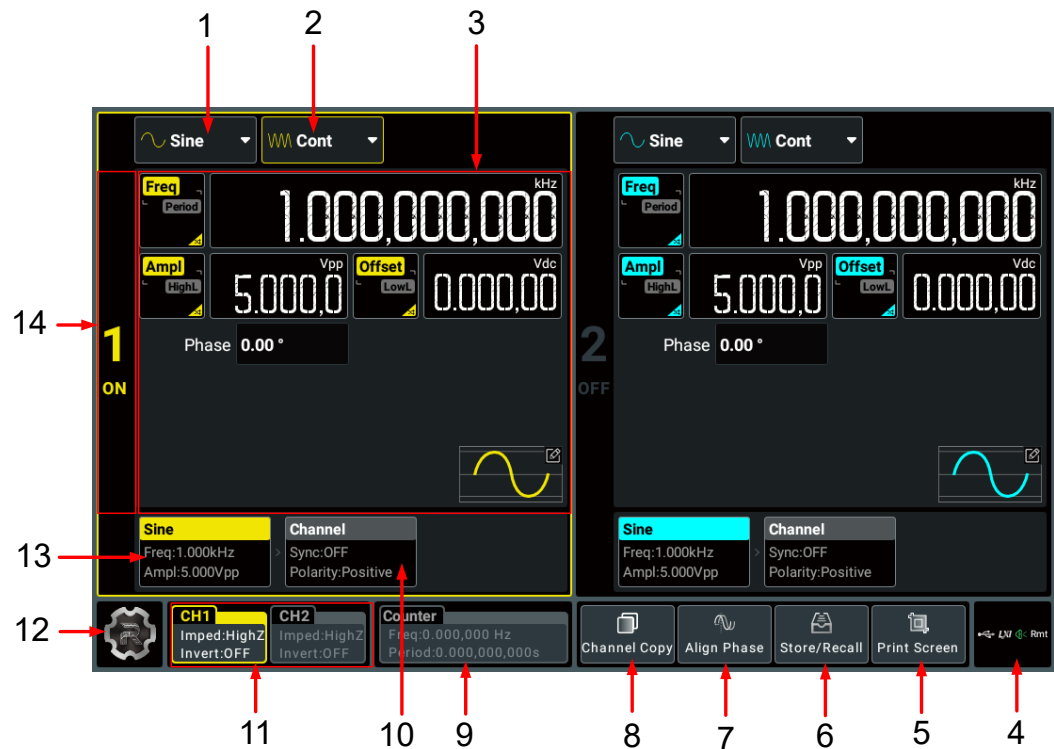 1 2 3
Sine Cont Sine Cont
Freq Period 1.000,000,000 kHz Freq Period 1.000,000,000 kHz
Ampl HighL 5.000,0 Vpp Offset LowL 0.000,00 Vdc Ampl HighL 5.000,0 Vpp Offset LowL 0.000,00 Vdc
14
1 ON
Phase 0.00 °
2 OFF
Phase 0.00 °
13
Sine
Freq:1.000kHz
Ampl:5.000Vpp
Channel
Sync:OFF
Polarity:Positive
Sine
Freq:1.000kHz
Ampl:5.000Vpp
Channel
Sync:OFF
Polarity:Positive
12
R
CH1
Imped:HighZ
Invert:OFF
CH2
Imped:HighZ
Invert:OFF
Counter
Freq:0.000,000 Hz
Period:0.000,000,000s
Channel Copy
Align Phase
Store/Recall
Print Screen
LXI Rmt
11 10 9 8 7 6 5 4